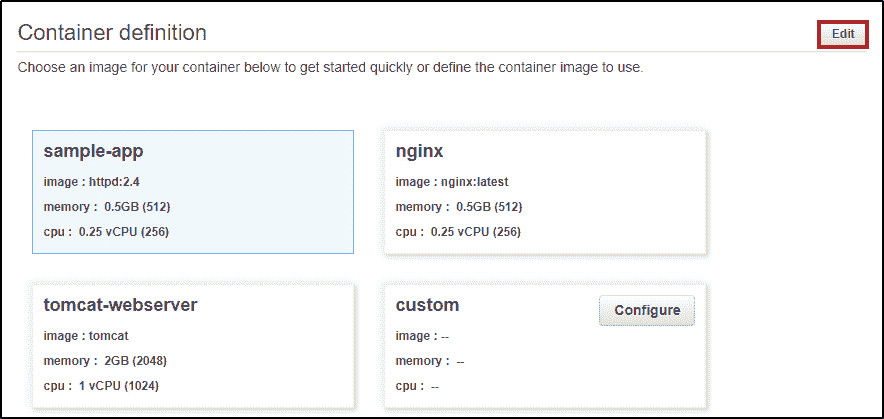 Container definition
Edit
Choose an image for your container below to get started quickly or define the container image to use.
sample-app
image : httpd:2.4
memory : 0.5GB (512)
cpu : 0.25 vCPU (256)
nginx
image : nginx:latest
memory : 0.5GB (512)
cpu : 0.25 vCPU (256)
tomcat-webserver
image : tomcat
memory : 2GB (2048)
cpu : 1 vCPU (1024)
custom
Configure
image : --
memory : --
cpu : --